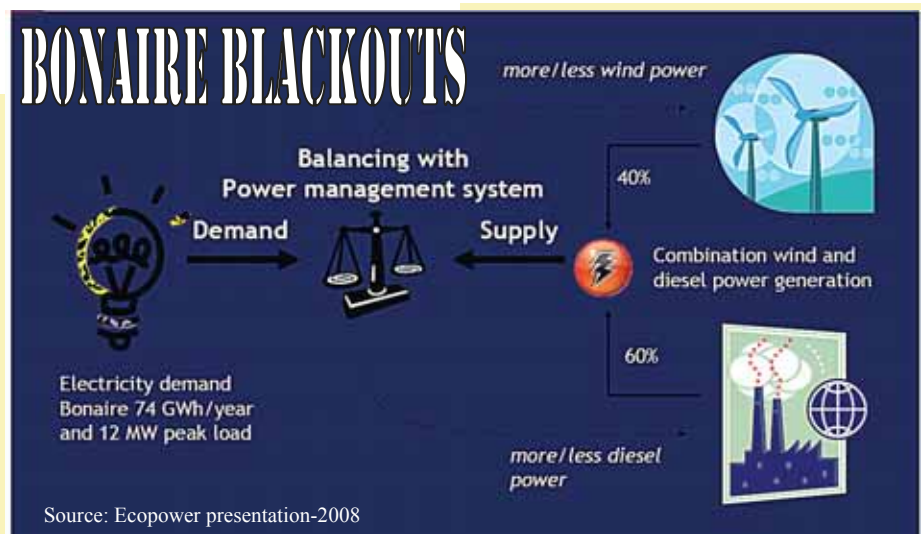 BONAIRE BLACKOUTS
more/less wind power
Balancing with
Power management system
40%
Demand
Supply
Combination wind and
diesel power generation
60%
Electricity demand
Bonaire 74 GWh/year
and 12 MW peak load
more/less diesel
power
Source: Ecopower presentation-2008